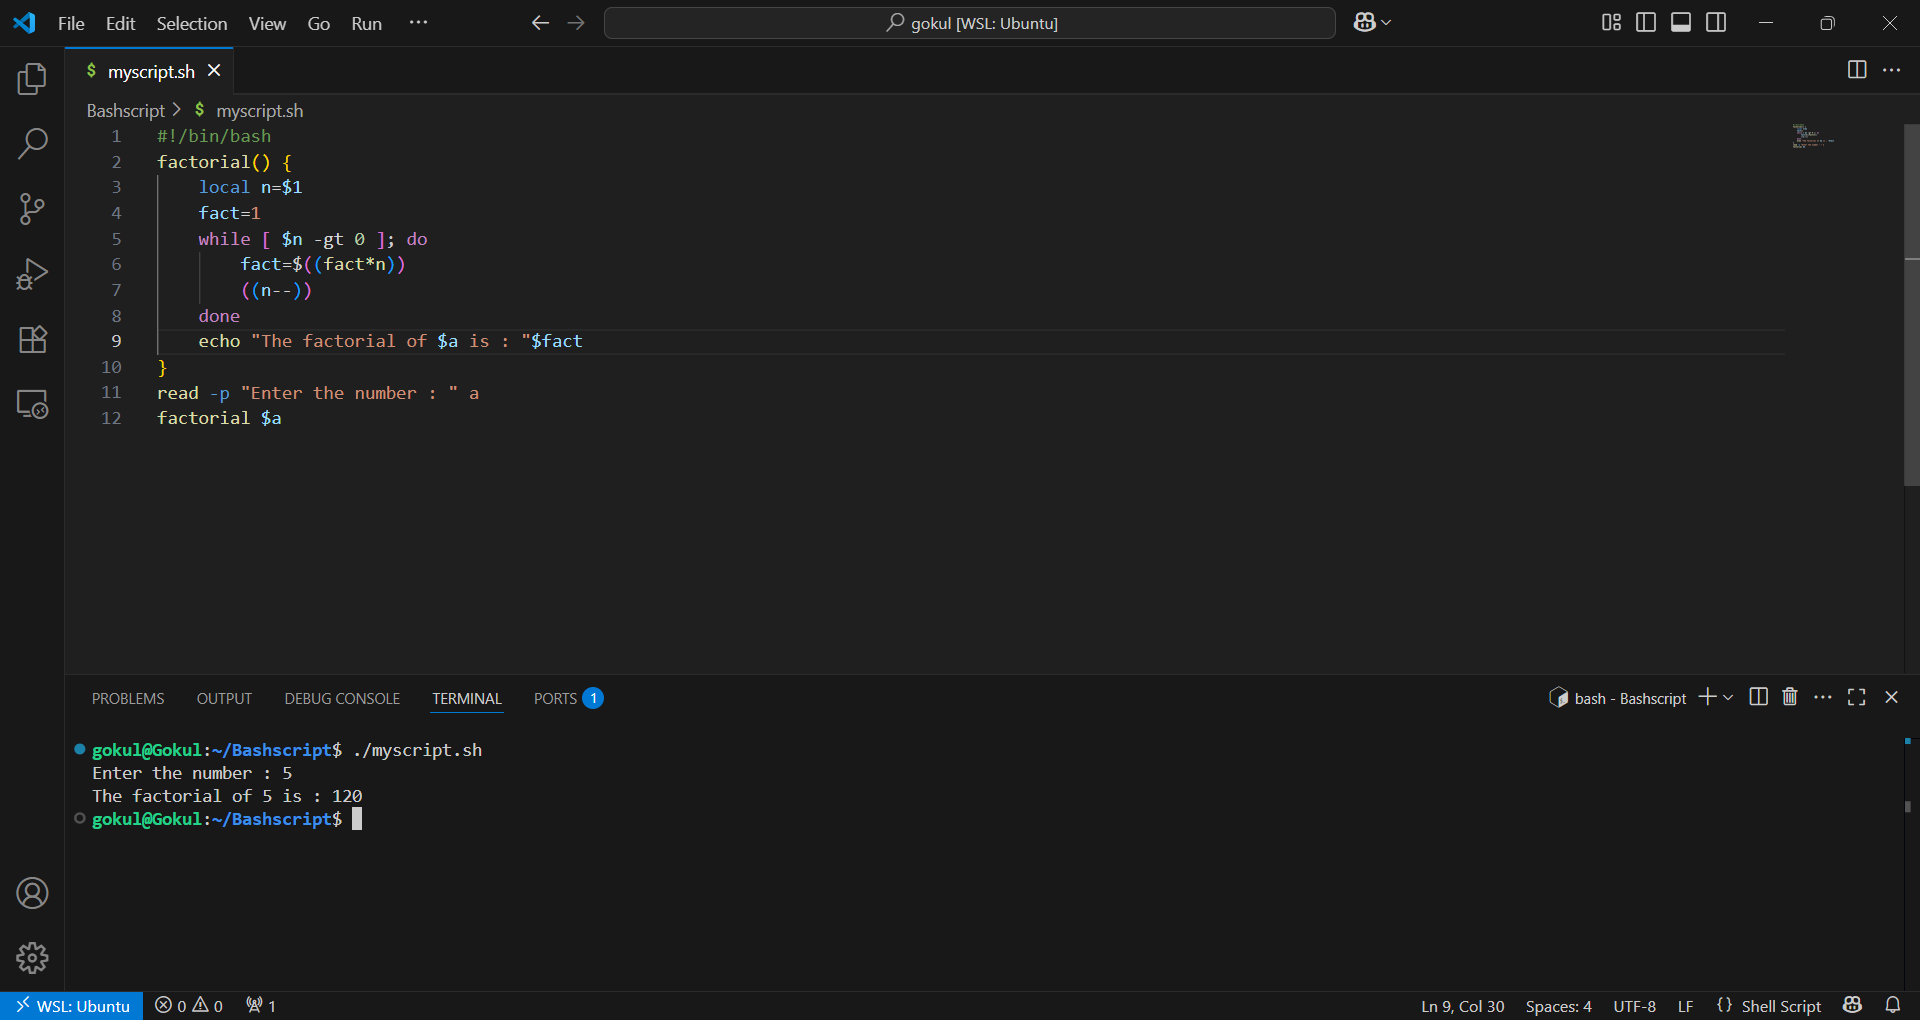 File Edit Selection View Go Run ··· gokul [WSL: Ubuntu]
$ myscript.sh
Bashscript > $ myscript.sh
1 #!/bin/bash
2 factorial() {
3     local n=$1
4     fact=1
5     while [ $n -gt 0 ]; do
6         fact=$((fact*n))
7         ((n--))
8     done
9     echo "The factorial of $a is : "$fact
10 }
11 read -p "Enter the number : " a
12 factorial $a
PROBLEMS OUTPUT DEBUG CONSOLE TERMINAL PORTS 1 bash - Bashscript
gokul@Gokul:~/Bashscript$ ./myscript.sh
Enter the number : 5
The factorial of 5 is : 120
gokul@Gokul:~/Bashscript$
WSL: Ubuntu 0 0 1 Ln 9, Col 30 Spaces: 4 UTF-8 LF {} Shell Script